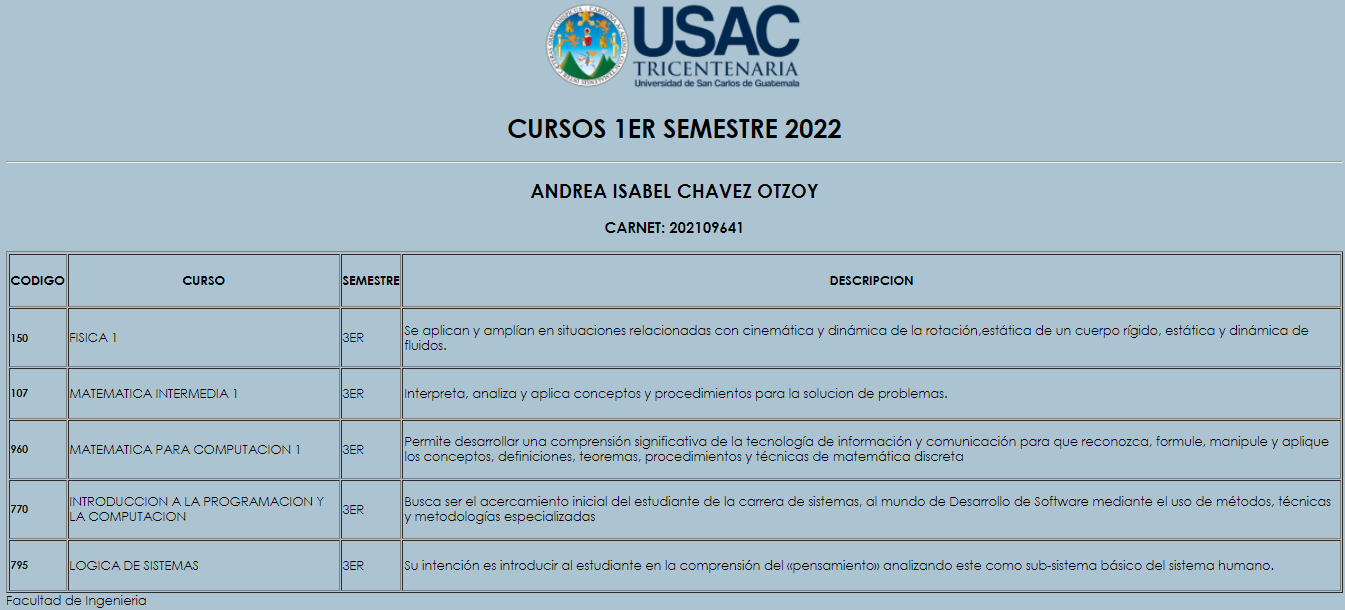 USAC
TRICENTENARIA
Universidad de San Carlos de Guatemala
CURSOS 1ER SEMESTRE 2022
ANDREA ISABEL CHAVEZ OTZOY
CARNET: 202109641
CODIGO CURSO SEMESTRE DESCRIPCION
150 FISICA 1 3ER Se aplican y amplían en situaciones relacionadas con cinemática y dinámica de la rotación,estática de un cuerpo rígido, estática y dinámica de
fluidos.
107 MATEMATICA INTERMEDIA 1 3ER Interpreta, analiza y aplica conceptos y procedimientos para la solucion de problemas.
960 MATEMATICA PARA COMPUTACION 1 3ER Permite desarrollar una comprensión significativa de la tecnología de información y comunicación para que reconozca, formule, manipule y aplique
los conceptos, definiciones, teoremas, procedimientos y técnicas de matemática discreta
770 INTRODUCCION A LA PROGRAMACION Y
LA COMPUTACION 3ER Busca ser el acercamiento inicial del estudiante de la carrera de sistemas, al mundo de Desarrollo de Software mediante el uso de métodos, técnicas
y metodologías especializadas
795 LOGICA DE SISTEMAS 3ER Su intención es introducir al estudiante en la comprensión del «pensamiento» analizando este como sub-sistema básico del sistema humano.
Facultad de Ingenieria